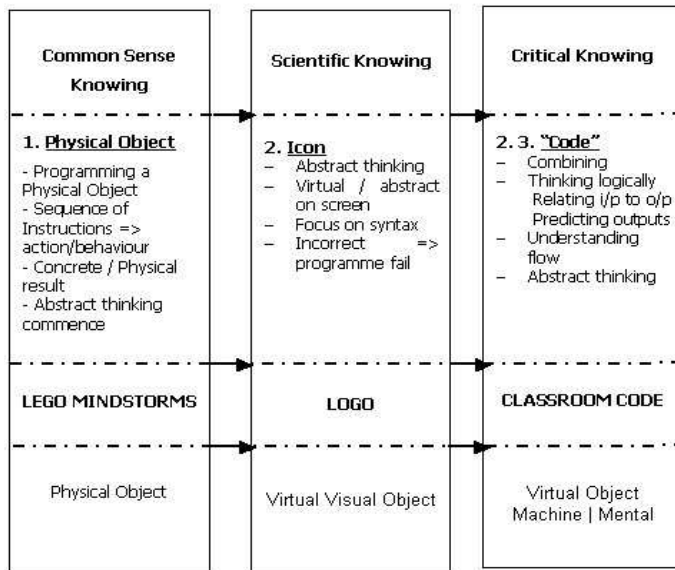 Common Sense
Knowing
1. Physical Object
- Programming a
Physical Object
- Sequence of
Instructions =>
action/behaviour
- Concrete / Physical
result
- Abstract thinking
commence
LEGO MINDSTORMS
Physical Object
Scientific Knowing
2. Icon
– Abstract thinking
– Virtual / abstract
on screen
– Focus on syntax
– Incorrect =>
programme fail
LOGO
Virtual Visual Object
Critical Knowing
2. 3. “Code”
– Combining
– Thinking logically
Relating i/p to o/p
Predicting outputs
– Understanding
flow
– Abstract thinking
CLASSROOM CODE
Virtual Object
Machine | Mental